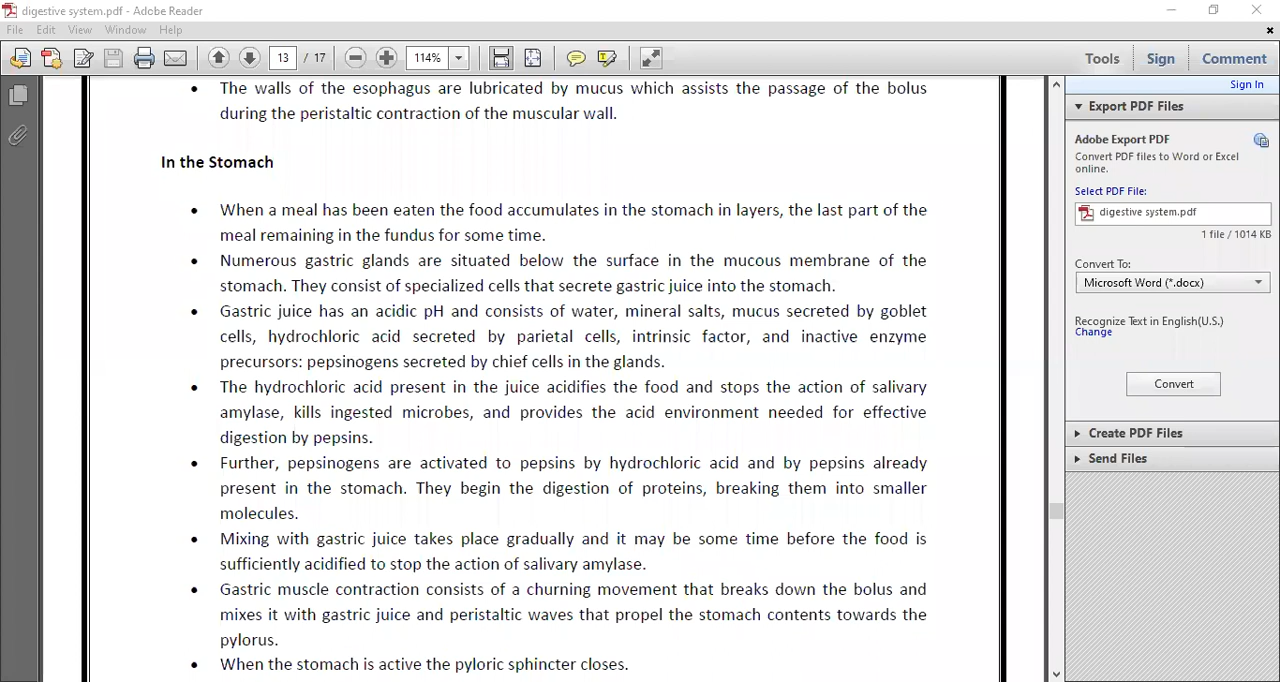 digestive system.pdf - Adobe Reader
File Edit View Window Help
13 / 17 114% Tools Sign Comment
Sign In
• The walls of the esophagus are lubricated by mucus which assists the passage of the bolus
during the peristaltic contraction of the muscular wall.
In the Stomach
• When a meal has been eaten the food accumulates in the stomach in layers, the last part of the
meal remaining in the fundus for some time.
• Numerous gastric glands are situated below the surface in the mucous membrane of the
stomach. They consist of specialized cells that secrete gastric juice into the stomach.
• Gastric juice has an acidic pH and consists of water, mineral salts, mucus secreted by goblet
cells, hydrochloric acid secreted by parietal cells, intrinsic factor, and inactive enzyme
precursors: pepsinogens secreted by chief cells in the glands.
• The hydrochloric acid present in the juice acidifies the food and stops the action of salivary
amylase, kills ingested microbes, and provides the acid environment needed for effective
digestion by pepsins.
• Further, pepsinogens are activated to pepsins by hydrochloric acid and by pepsins already
present in the stomach. They begin the digestion of proteins, breaking them into smaller
molecules.
• Mixing with gastric juice takes place gradually and it may be some time before the food is
sufficiently acidified to stop the action of salivary amylase.
• Gastric muscle contraction consists of a churning movement that breaks down the bolus and
mixes it with gastric juice and peristaltic waves that propel the stomach contents towards the
pylorus.
• When the stomach is active the pyloric sphincter closes.
Export PDF Files
Adobe Export PDF
Convert PDF files to Word or Excel
online.
Select PDF File:
digestive system.pdf
1 file / 1014 KB
Convert To:
Microsoft Word (*.docx)
Recognize Text in English(U.S.)
Change
Convert
Create PDF Files
Send Files